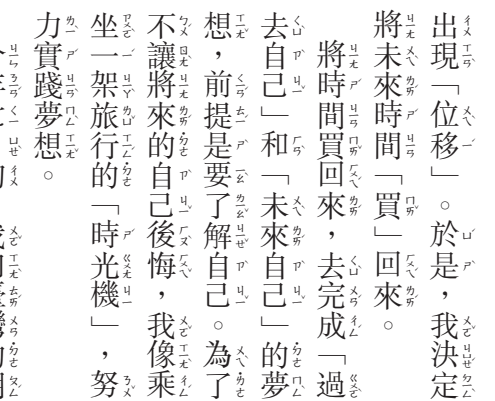 出現「位移」。於是，我決定
將未來時間「買」回來。
將時間買回來，去完成「過
去自己」和「未來自己」的夢
想，前提是要了解自己。為了
不讓將來的自己後悔，我像乘
坐一架旅行的「時光機」，努
力實踐夢想。